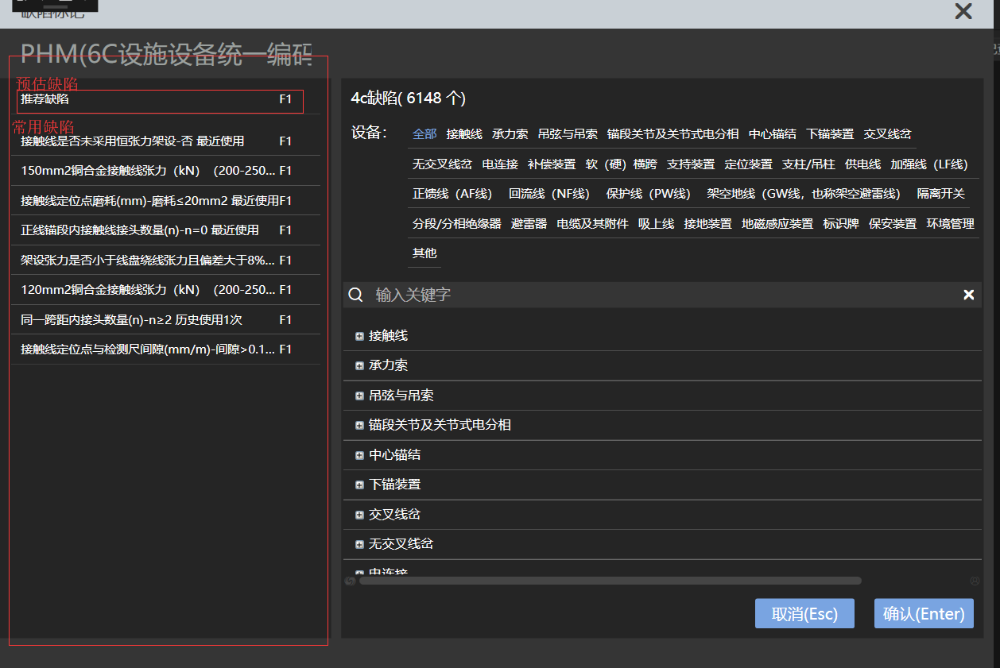 缺陷标记
PHM(6C设施设备统一编码
预估缺陷
推荐缺陷 F1
常用缺陷
接触线是否未采用恒张力架设-否 最近使用 F1
150mm2铜合金接触线张力（kN）（200-250... F1
接触线定位点磨耗(mm)-磨耗≤20mm2 最近使用F1
正线锚段内接触线接头数量(n)-n=0 最近使用 F1
架设张力是否小于线盘绕线张力且偏差大于8%... F1
120mm2铜合金接触线张力（kN）（200-250... F1
同一跨距内接头数量(n)-n≥2 历史使用1次 F1
接触线定位点与检测尺间隙(mm/m)-间隙>0.1... F1
4c缺陷( 6148 个)
设备： 全部 接触线 承力索 吊弦与吊索 锚段关节及关节式电分相 中心锚结 下锚装置 交叉线岔
无交叉线岔 电连接 补偿装置 软（硬）横跨 支持装置 定位装置 支柱/吊柱 供电线 加强线（LF线）
正馈线（AF线） 回流线（NF线） 保护线（PW线） 架空地线（GW线，也称架空避雷线） 隔离开关
分段/分相绝缘器 避雷器 电缆及其附件 吸上线 接地装置 地磁感应装置 标识牌 保安装置 环境管理
其他
输入关键字
接触线
承力索
吊弦与吊索
锚段关节及关节式电分相
中心锚结
下锚装置
交叉线岔
无交叉线岔
电连接
取消(Esc) 确认(Enter)